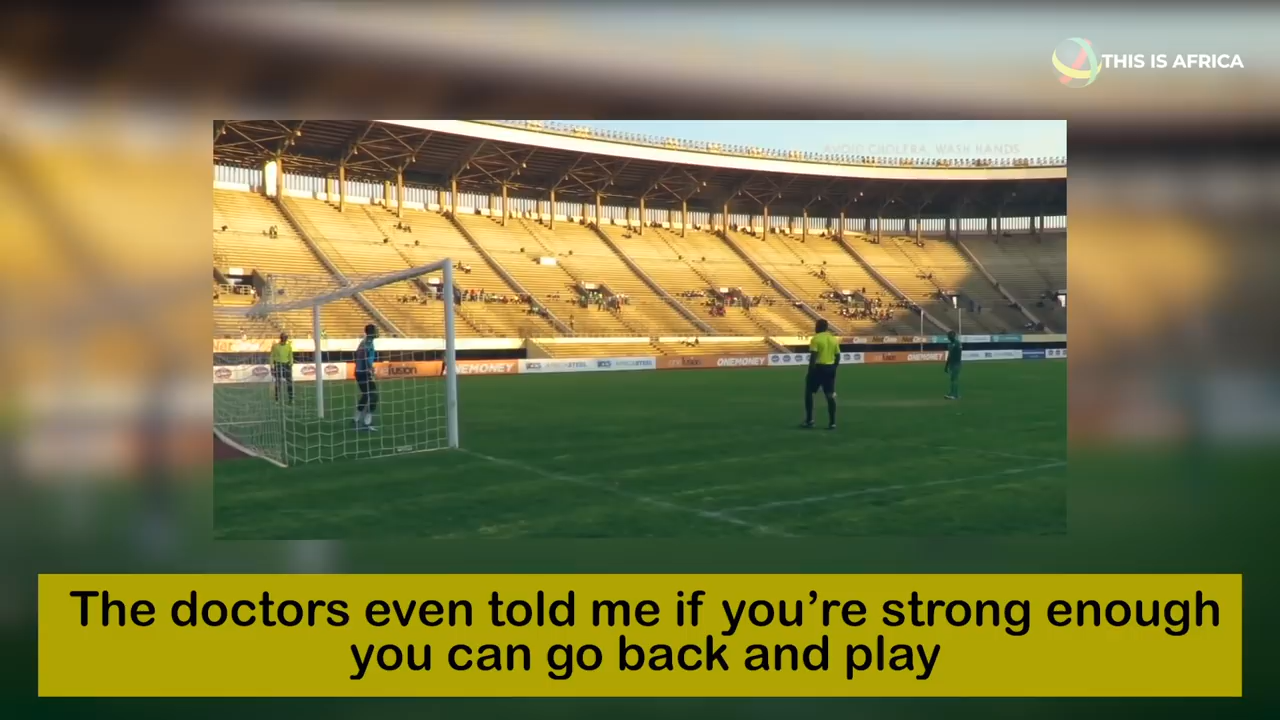 THIS IS AFRICA
AVOID CHOLERA, WASH HANDS
ONEMONEY
ONEMONEY
ONEMONEY
The doctors even told me if you’re strong enough
you can go back and play